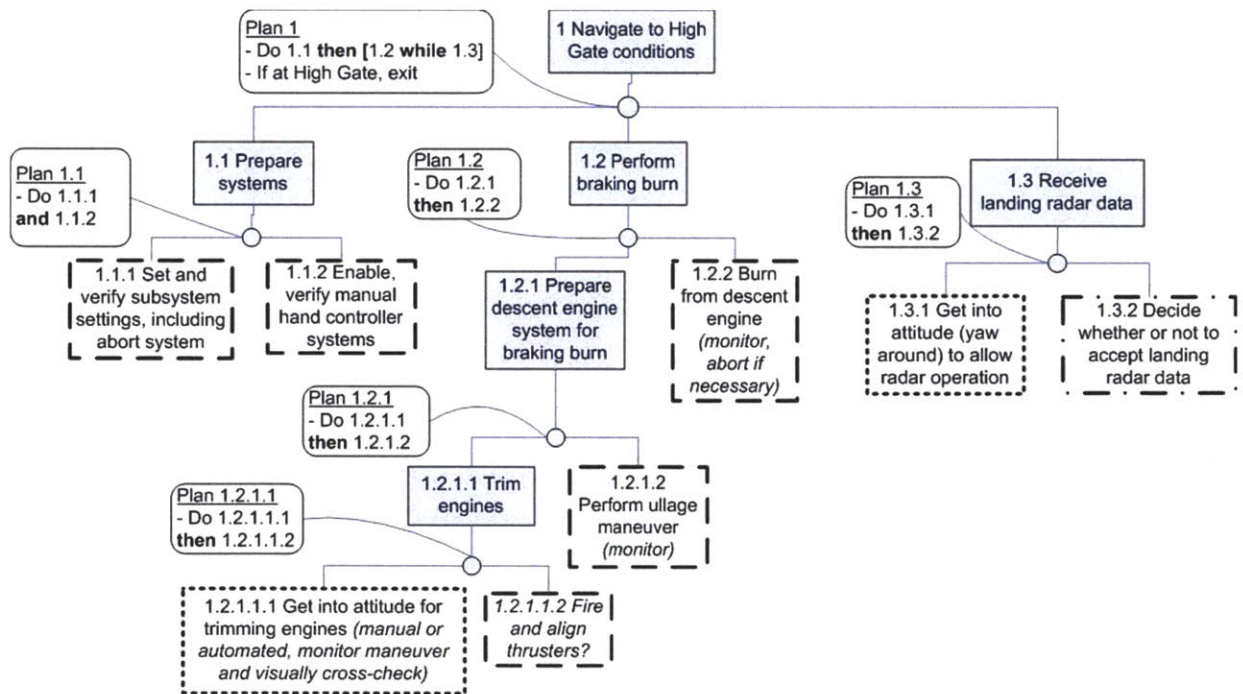 Plan 1
- Do 1.1 then [1.2 while 1.3]
- If at High Gate, exit
1 Navigate to High
Gate conditions
Plan 1.1
- Do 1.1.1
and 1.1.2
1.1 Prepare
systems
Plan 1.2
- Do 1.2.1
then 1.2.2
1.2 Perform
braking burn
Plan 1.3
- Do 1.3.1
then 1.3.2
1.3 Receive
landing radar data
1.1.1 Set and
verify subsystem
settings, including
abort system
1.1.2 Enable,
verify manual
hand controller
systems
1.2.1 Prepare
descent engine
system for
braking burn
1.2.2 Burn
from descent
engine
(monitor,
abort if
necessary)
1.3.1 Get into
attitude (yaw
around) to allow
radar operation
1.3.2 Decide
whether or not to
accept landing
radar data
Plan 1.2.1
- Do 1.2.1.1
then 1.2.1.2
1.2.1.1 Trim
engines
1.2.1.2
Perform ullage
maneuver
(monitor)
Plan 1.2.1.1
- Do 1.2.1.1.1
then 1.2.1.1.2
1.2.1.1.1 Get into attitude for
trimming engines (manual or
automated, monitor maneuver
and visually cross-check)
1.2.1.1.2 Fire
and align
thrusters?